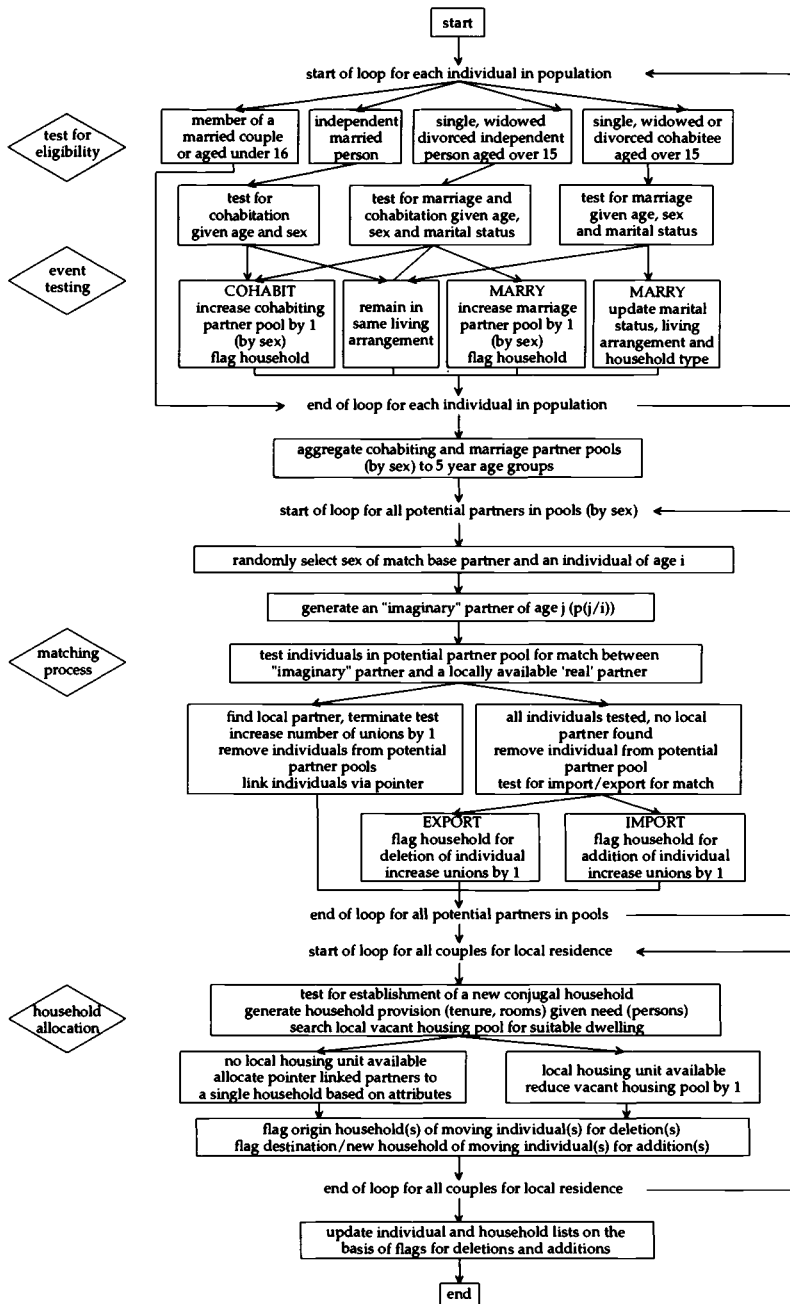 start
start of loop for each individual in population
test for
eligibility
member of a
married couple
or aged under 16
independent
married
person
single, widowed
divorced independent
person aged over 15
single, widowed or
divorced cohabitee
aged over 15
test for
cohabitation
given age and sex
test for marriage and
cohabitation given age,
sex and marital status
test for marriage
given age, sex
and marital status
event
testing
COHABIT
increase cohabiting
partner pool by 1
(by sex)
flag household
remain in
same living
arrangement
MARRY
increase marriage
partner pool by 1
(by sex)
flag household
MARRY
update marital
status, living
arrangement and
household type
end of loop for each individual in population
aggregate cohabiting and marriage partner pools
(by sex) to 5 year age groups
start of loop for all potential partners in pools (by sex)
randomly select sex of match base partner and an individual of age i
generate an "imaginary" partner of age j (p(j/i))
matching
process
test individuals in potential partner pool for match between
"imaginary" partner and a locally available 'real' partner
find local partner, terminate test
increase number of unions by 1
remove individuals from potential
partner pools
link individuals via pointer
all individuals tested, no local
partner found
remove individual from potential
partner pool
test for import/export for match
EXPORT
flag household for
deletion of individual
increase unions by 1
IMPORT
flag household for
addition of individual
increase unions by 1
end of loop for all potential partners in pools
start of loop for all couples for local residence
household
allocation
test for establishment of a new conjugal household
generate household provision (tenure, rooms) given need (persons)
search local vacant housing pool for suitable dwelling
no local housing unit available
allocate pointer linked partners to
a single household based on attributes
local housing unit available
reduce vacant housing pool by 1
flag origin household(s) of moving individual(s) for deletion(s)
flag destination/new household of moving individual(s) for addition(s)
end of loop for all couples for local residence
update individual and household lists on the
basis of flags for deletions and additions
end